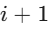 i + 1